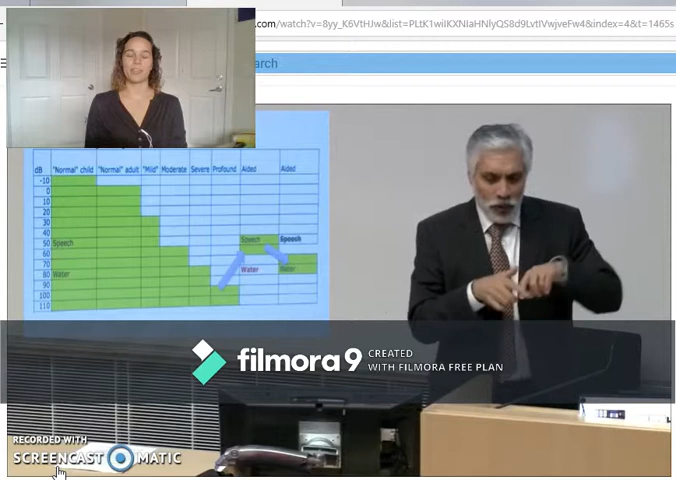 .com/watch?v=8yy_K6VtHJw&list=PLtK1wiIKXNIaHNlyQS8d9LvtIVwjveFw4&index=4&t=1465s
arch
dB "Normal" child "Normal" adult "Mild" Moderate Severe Profound Aided Aided
-10
0
10
20
30
40
50 Speech Speech Speech
60
70
80 Water Water Water
90
100
110
filmora9 CREATED
WITH FILMORA FREE PLAN
RECORDED WITH
SCREENCAST MATIC